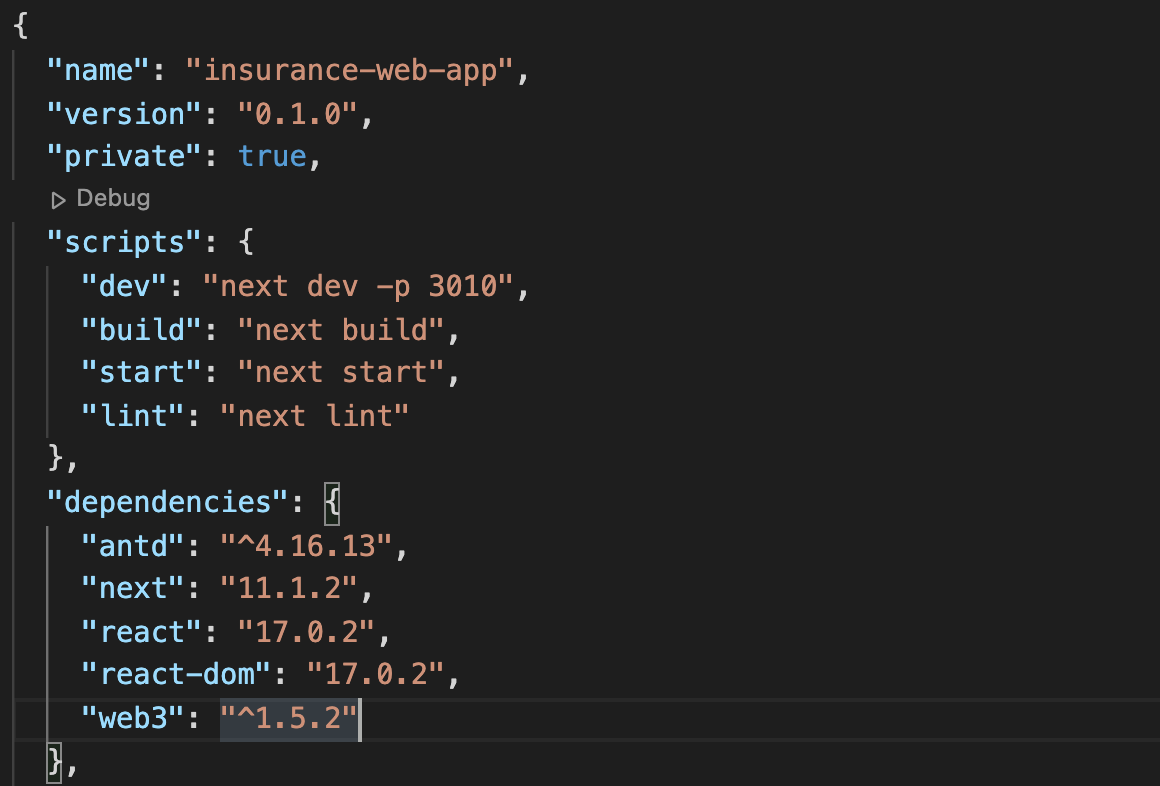 {
"name": "insurance-web-app",
"version": "0.1.0",
"private": true,
Debug
"scripts": {
"dev": "next dev -p 3010",
"build": "next build",
"start": "next start",
"lint": "next lint"
},
"dependencies": {
"antd": "^4.16.13",
"next": "11.1.2",
"react": "17.0.2",
"react-dom": "17.0.2",
"web3": "^1.5.2"
},